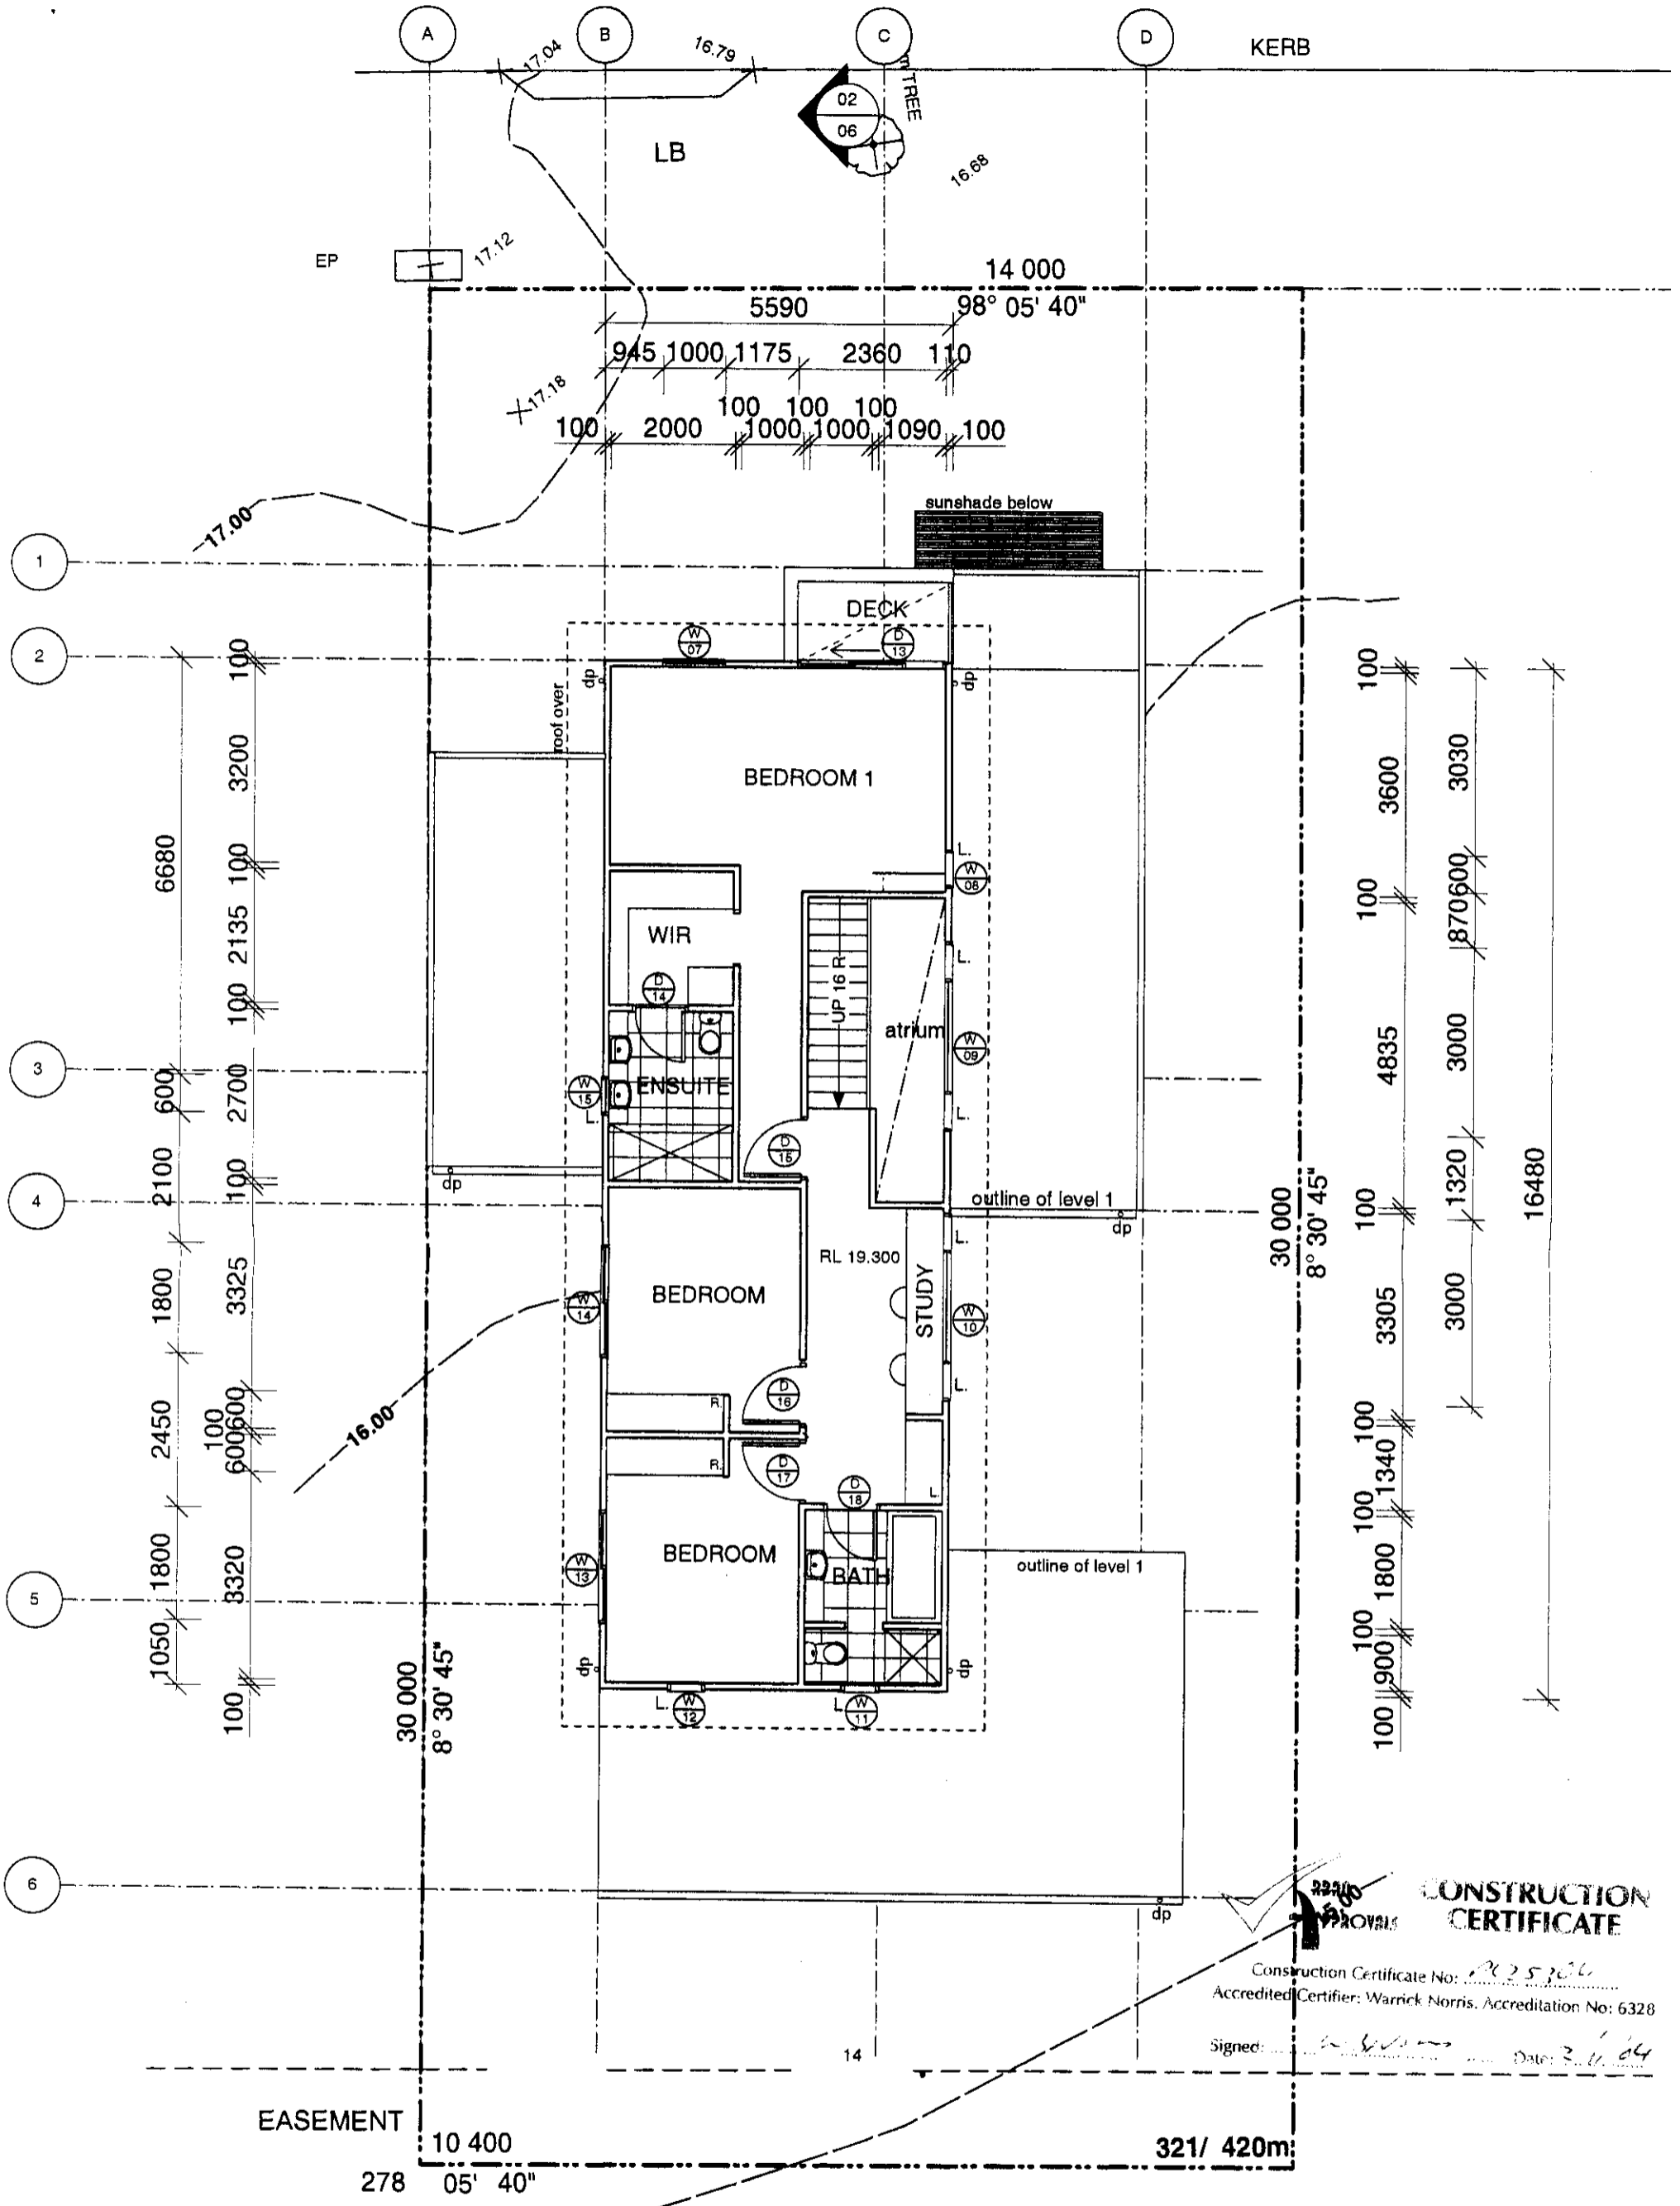 A B C D
KERB
17.04 16.79
m TREE
02
06
LB
16.68
EP
17.12
14 000
5590
98° 05' 40"
945 1000 1175 2360 110
17.18
100 100 100
100 2000 1000 1000 1090 100
sunshade below
17.00
1
DECK
2
W 07
D 13
100
100
dp
dp
roof over
3200
3600
3030
BEDROOM 1
6680
100
L.
W 08
600
100
870
WIR
2135
L.
D 14
UP 16 R
100
atrium
W 09
4835
3000
3
600
2700
W 15
ENSUITE
L.
L.
D 15
2100
100
dp
4
outline of level 1
dp
100
1320
16480
30 000
8° 30' 45"
L.
RL 19.300
BEDROOM
STUDY
W 14
W 10
1800
3325
3305
3000
L.
D 16
R.
16.00
2450
600
100
600
100
R.
D 17
1340
L.
D 18
100
BEDROOM
BATH
outline of level 1
W 13
1800
3320
1800
5
1050
100
900
dp
dp
30 000
8° 30' 45"
L.
W 12
L.
W 11
100
100
6
dp
APPROVALS
CONSTRUCTION
CERTIFICATE
Construction Certificate No:
Accredited Certifier: Warrick Norris. Accreditation No: 6328
Signed:
Date:
14
EASEMENT
10 400
321/ 420m
278 05' 40"